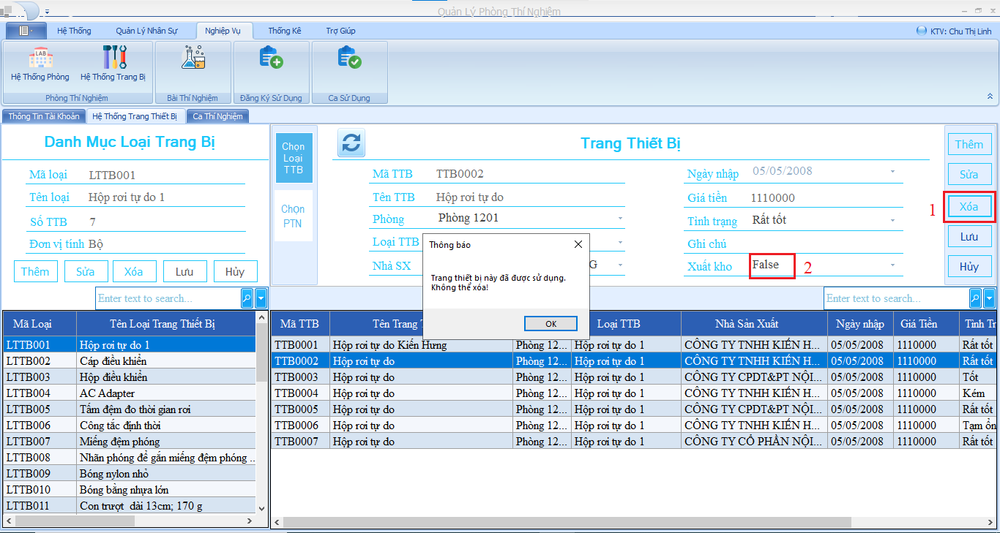 Quản Lý Phòng Thí Nghiệm
Hệ Thống Quản Lý Nhân Sự Nghiệp Vụ Thống Kê Trợ Giúp
KTV: Chu Thị Linh
LAB
Hệ Thống Phòng Hệ Thống Trang Bị
Phòng Thí Nghiệm Bài Thí Nghiệm Đăng Ký Sử Dụng Ca Sử Dụng
Thông Tin Tài Khoản Hệ Thống Trang Thiết Bị Ca Thí Nghiệm
Danh Mục Loại Trang Bị
Mã loại LTTB001
Tên loại Hộp rơi tự do 1
Số TTB 7
Đơn vị tính Bộ
Thêm Sửa Xóa Lưu Hủy
Enter text to search...
Mã Loại Tên Loại Trang Thiết Bị
LTTB001 Hộp rơi tự do 1
LTTB002 Cáp điều khiển
LTTB003 Hộp điều khiển
LTTB004 AC Adapter
LTTB005 Tấm đệm đo thời gian rơi
LTTB006 Công tắc định thời
LTTB007 Miếng đệm phóng
LTTB008 Nhãn phóng để gắn miếng đệm phóng ..
LTTB009 Bóng nylon nhỏ
LTTB010 Bóng bằng nhựa lớn
LTTB011 Con trượt dài 13cm; 170 g
Chọn
Loại
TTB
Chọn
PTN
Trang Thiết Bị
Mã TTB TTB0002
Tên TTB Hộp rơi tự do
Phòng Phòng 1201
Loại TTB
Nhà SX G
Ngày nhập 05/05/2008
Giá tiền 1110000
Tình trạng Rất tốt
Ghi chú
Xuất kho False 2
Thêm
Sửa
1 Xóa
Lưu
Hủy
Thông báo
Trang thiết bị này đã được sử dụng.
Không thể xóa!
OK
Enter text to search...
Mã TTB Tên Trang T Loại TTB Nhà Sản Xuất Ngày nhập Giá Tiền Tình Tr
TTB0001 Hộp rơi tự do Kiến Hưng Phòng 12... Hộp rơi tự do 1 CÔNG TY TNHH KIẾN H... 05/05/2008 1110000 Rất tốt
TTB0002 Hộp rơi tự do Phòng 12... Hộp rơi tự do 1 CÔNG TY TNHH KIẾN H... 05/05/2008 1110000 Rất tốt
TTB0003 Hộp rơi tự do Phòng 12... Hộp rơi tự do 1 CÔNG TY CPDT&PT NỘI... 05/05/2008 1110000 Tốt
TTB0004 Hộp rơi tự do Phòng 12... Hộp rơi tự do 1 CÔNG TY TNHH KIẾN H... 05/05/2008 1110000 Kém
TTB0005 Hộp rơi tự do Phòng 12... Hộp rơi tự do 1 CÔNG TY CPDT&PT NỘI... 05/05/2008 1110000 Rất tốt
TTB0006 Hộp rơi tự do Phòng 12... Hộp rơi tự do 1 CÔNG TY TNHH KIẾN H... 05/05/2008 1110000 Tạm ổn
TTB0007 Hộp rơi tự do Phòng 12... Hộp rơi tự do 1 CÔNG TY CỔ PHẦN NỘI... 05/05/2008 1110000 Rất tốt